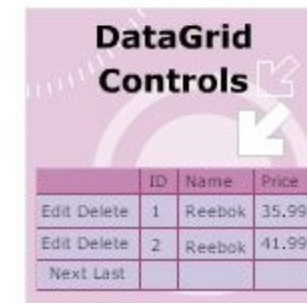 DataGrid
Controls
ID Name Price
Edit Delete 1 Reebok 35.99
Edit Delete 2 Reebok 41.99
Next Last